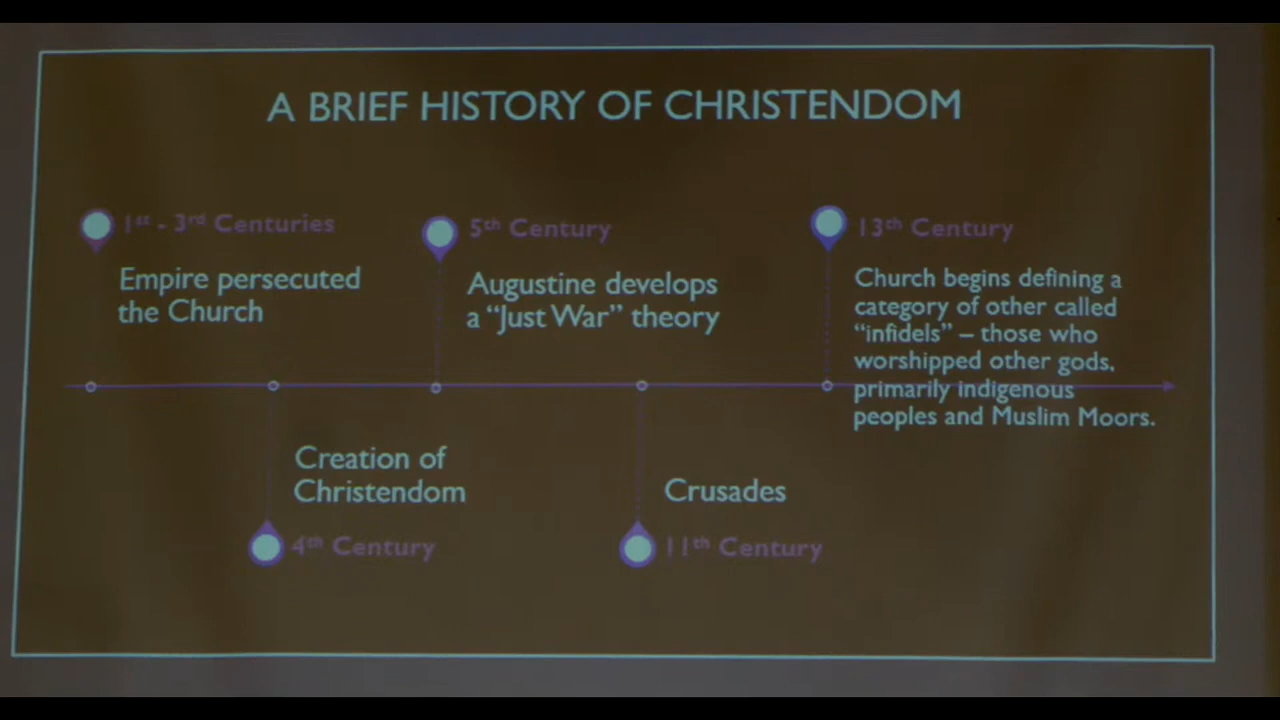 A BRIEF HISTORY OF CHRISTENDOM
1st - 3rd Centuries
Empire persecuted
the Church
Creation of
Christendom
4th Century
5th Century
Augustine develops
a “Just War” theory
Crusades
11th Century
13th Century
Church begins defining a
category of other called
“infidels” – those who
worshipped other gods,
primarily indigenous
peoples and Muslim Moors.